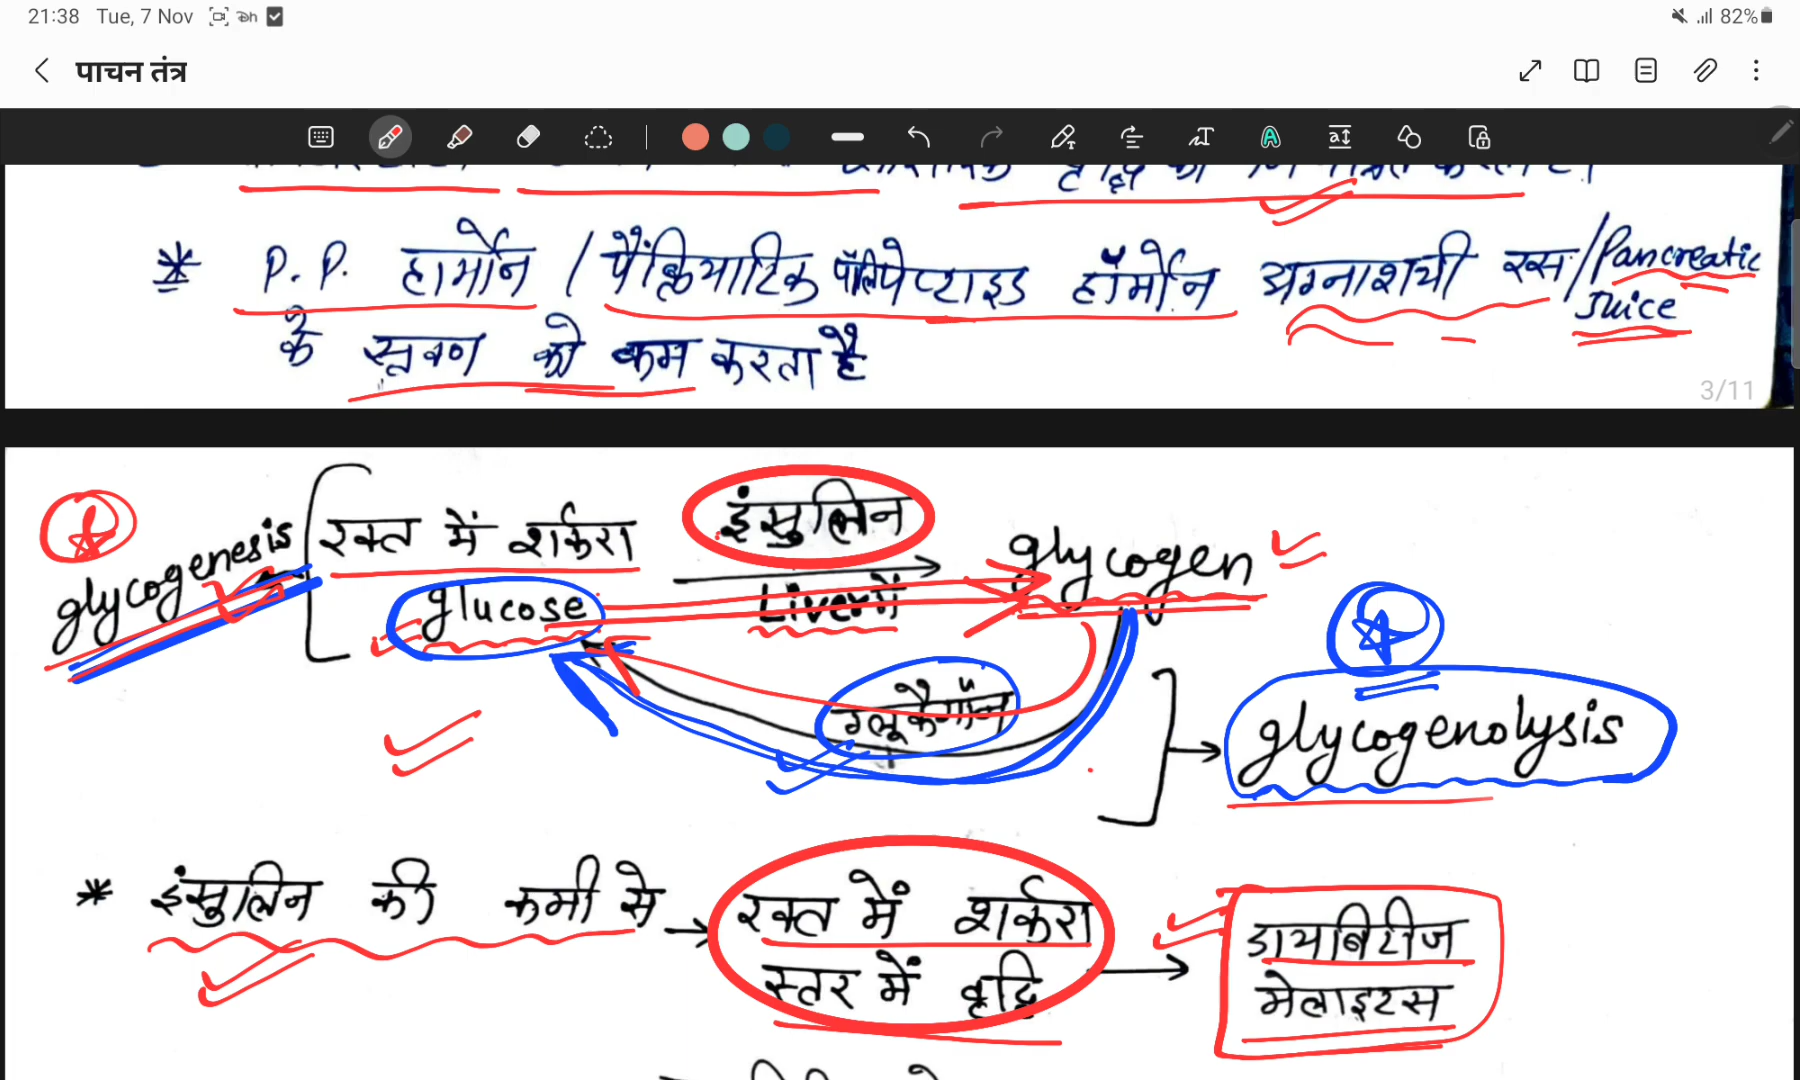 21:38 Tue, 7 Nov
82%
पाचन तंत्र
* P.P. हार्मोन / पैंक्रियाटिक पॉलिपेप्टाइड हॉर्मोन अग्नाशयी रस/Pancreatic Juice
के स्त्रवण को कम करता है
3/11
glycogenesis
रक्त में शर्करा
glucose
इंसुलिन
Liver में
glycogen
ग्लूकैगॉन
glycogenolysis
* इंसुलिन की कमी से → रक्त में शर्करा
स्तर में वृद्धि → डायबिटीज
मेलाइटस